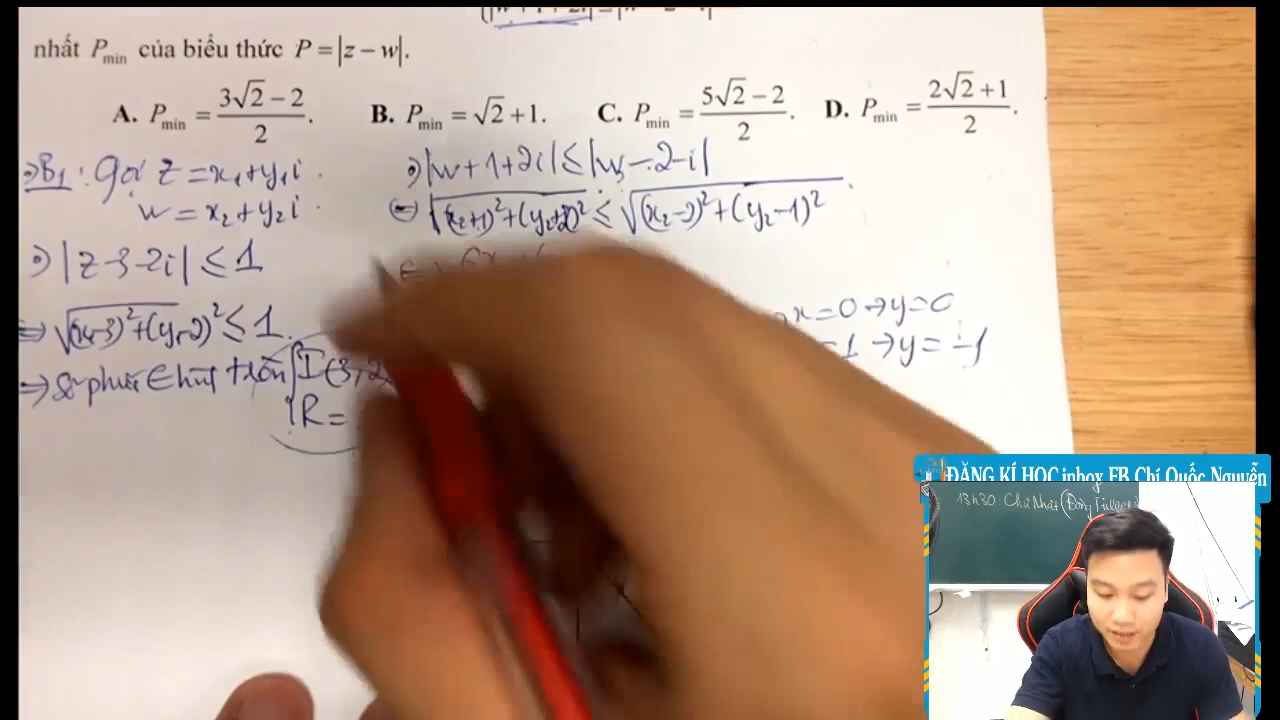 nhất P_min của biểu thức P = |z − w|.
A. P_min = (3√2 − 2)/2. B. P_min = √2 + 1. C. P_min = (5√2 − 2)/2. D. P_min = (2√2 + 1)/2.
B1: Gọi z = x₁ + y₁i
w = x₂ + y₂i
|z − 3 − 2i| ≤ 1
√((x₁−3)² + (y₁−2)²) ≤ 1
Số phức ∈ hình tròn I(3, 2
R =
|w + 1 + 2i| ≤ |w − 2 − i|
⇔ √((x₂+1)² + (y₂+2)²) ≤ √((x₂−2)² + (y₂−1)²
x = 0 → y = 0
= 1 → y = −1
ĐĂNG KÍ HỌC inbox FB Chí Quốc Nguyễn
13h30: Chủ Nhật